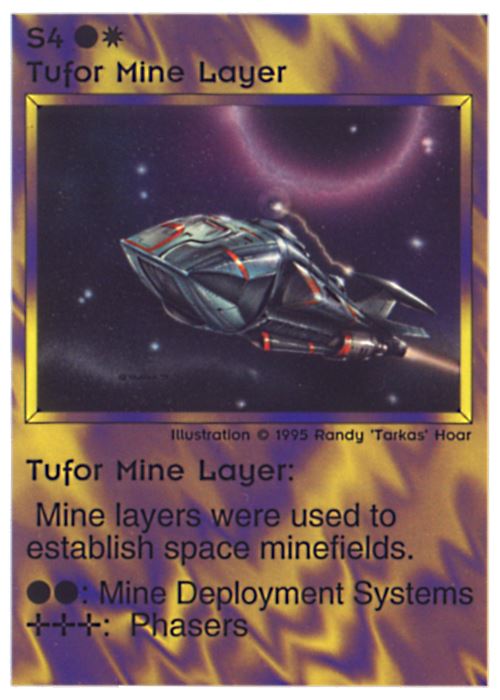 S4 ●✷
Tufor Mine Layer
Illustration © 1995 Randy 'Tarkas' Hoar
Tufor Mine Layer:
Mine layers were used to
establish space minefields.
●●: Mine Deployment Systems
✛✛✛: Phasers